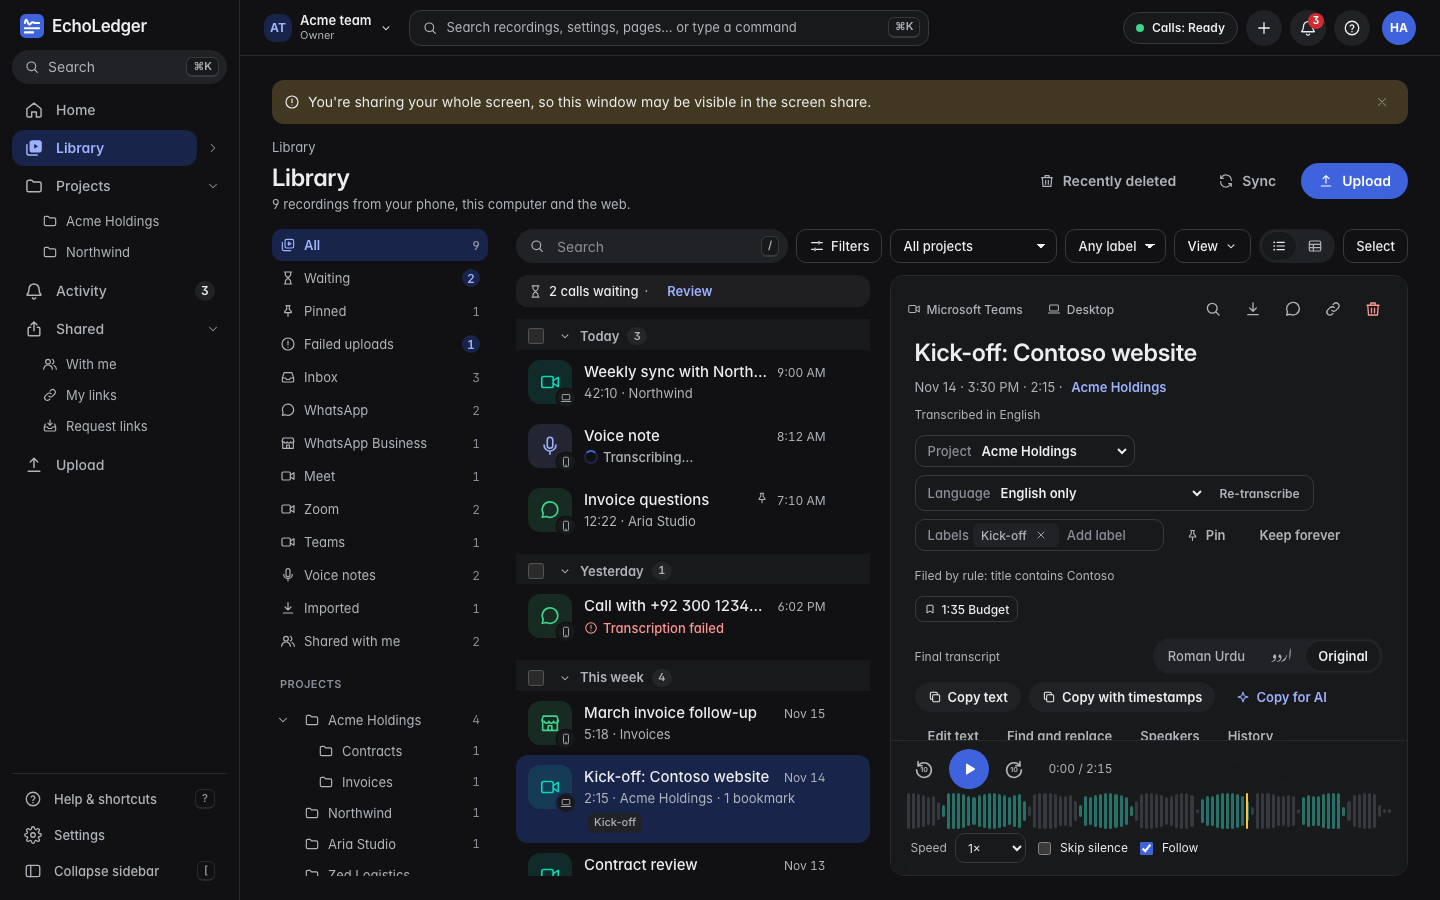 EchoLedger
Search ⌘K
Home
Library
Projects
Acme Holdings
Northwind
Activity 3
Shared
With me
My links
Request links
Upload
Help & shortcuts ?
Settings
Collapse sidebar [
AT Acme team
Owner
Search recordings, settings, pages... or type a command ⌘K
Calls: Ready
3
HA
You're sharing your whole screen, so this window may be visible in the screen share.
Library
Library
9 recordings from your phone, this computer and the web.
Recently deleted
Sync
Upload
All 9
Waiting 2
Pinned 1
Failed uploads 1
Inbox 3
WhatsApp 2
WhatsApp Business 1
Meet 1
Zoom 2
Teams 1
Voice notes 2
Imported 1
Shared with me 2
PROJECTS
Acme Holdings 4
Contracts 1
Invoices 1
Northwind 2
Aria Studio 1
Zed Logistics
Search /
Filters
All projects
Any label
View
Select
2 calls waiting · Review
Today 3
Weekly sync with North... 9:00 AM
42:10 · Northwind
Voice note 8:12 AM
Transcribing...
Invoice questions 7:10 AM
12:22 · Aria Studio
Yesterday 1
Call with +92 300 1234... 6:02 PM
Transcription failed
This week 4
March invoice follow-up Nov 15
5:18 · Invoices
Kick-off: Contoso website Nov 14
2:15 · Acme Holdings · 1 bookmark
Kick-off
Contract review Nov 13
Microsoft Teams
Desktop
Kick-off: Contoso website
Nov 14 · 3:30 PM · 2:15 · Acme Holdings
Transcribed in English
Project Acme Holdings
Language English only Re-transcribe
Labels Kick-off × Add label
Pin
Keep forever
Filed by rule: title contains Contoso
1:35 Budget
Final transcript
Roman Urdu اردو Original
Copy text
Copy with timestamps
Copy for AI
Edit text Find and replace Speakers History
10
10
0:00 / 2:15
Speed 1× Skip silence Follow